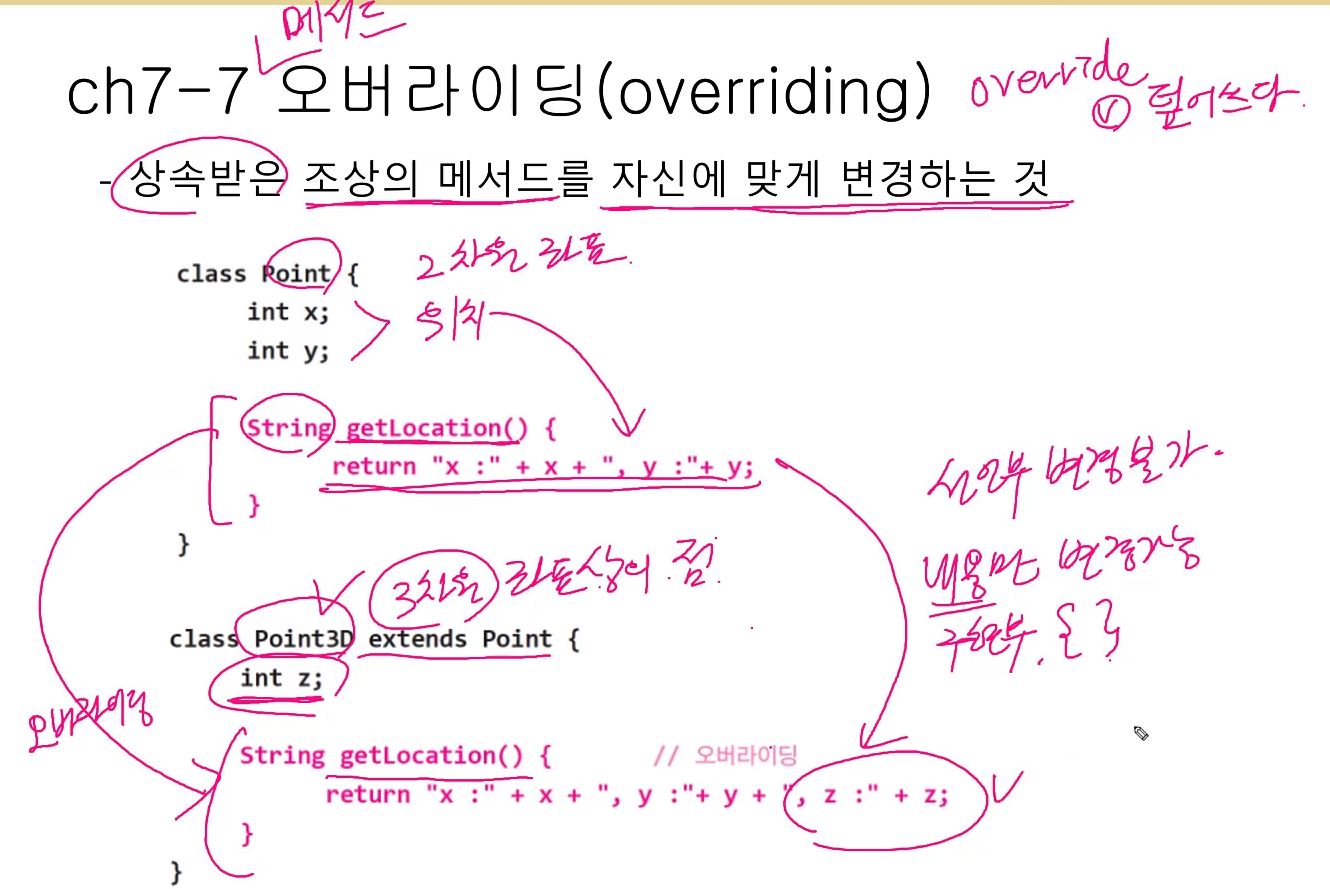 메서드
ch7-7 오버라이딩(overriding) override ⓥ 덮어쓰다.
- 상속받은 조상의 메서드를 자신에 맞게 변경하는 것
class Point { 2차원 좌표.
int x; 위치
int y;
String getLocation() {
return "x :" + x + ", y :"+ y;
}
}
선언부 변경불가.
내용만 변경가능
구현부. { }
3차원 좌표상의 점.
class Point3D extends Point {
int z;
오버라이딩
String getLocation() { // 오버라이딩
return "x :" + x + ", y :"+ y + ", z :" + z;
}
}